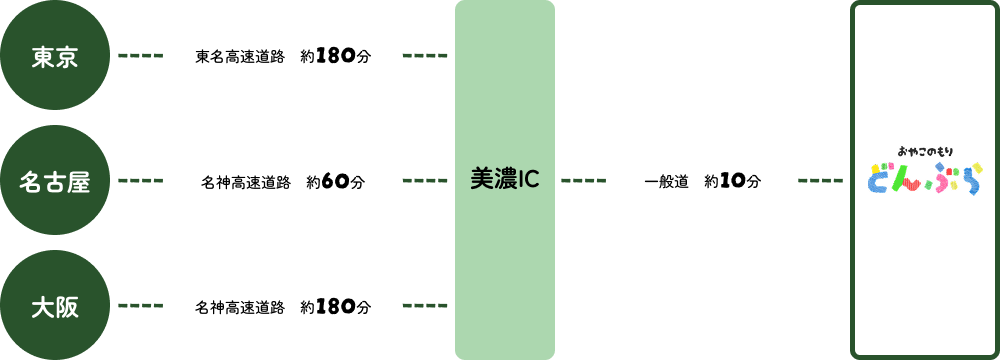 東京
東名高速道路 約180分
名古屋
名神高速道路 約60分
大阪
名神高速道路 約180分
美濃IC
一般道 約10分
おやこのもり
どんぶら